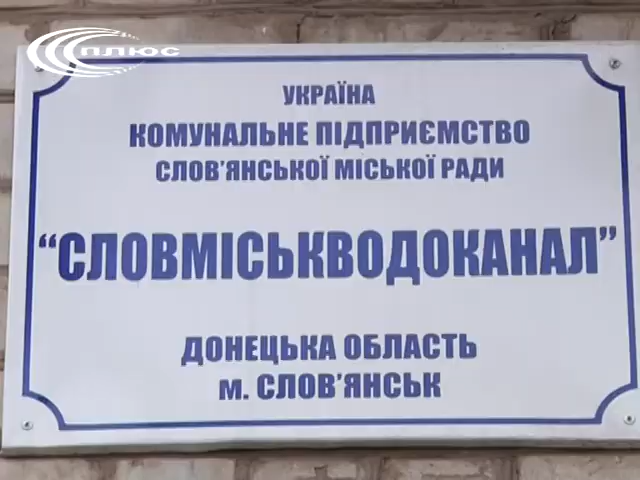 ПЛЮС
УКРАЇНА
КОМУНАЛЬНЕ ПІДПРИЄМСТВО
СЛОВ'ЯНСЬКОЇ МІСЬКОЇ РАДИ
"СЛОВМІСЬКВОДОКАНАЛ"
ДОНЕЦЬКА ОБЛАСТЬ
м. СЛОВ'ЯНСЬК